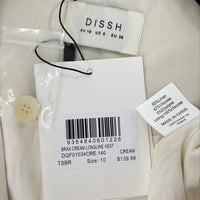 DISSH
AU 10 US 6 EU 38
9354840801226
BRAX CREAM LONGLINE VEST
DQF01034CRE.140
CREAM
TSBR
Size: 10
$139.99